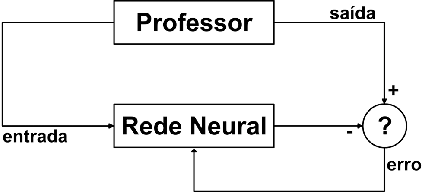 Professor
saída
+
entrada
Rede Neural
-
?
erro